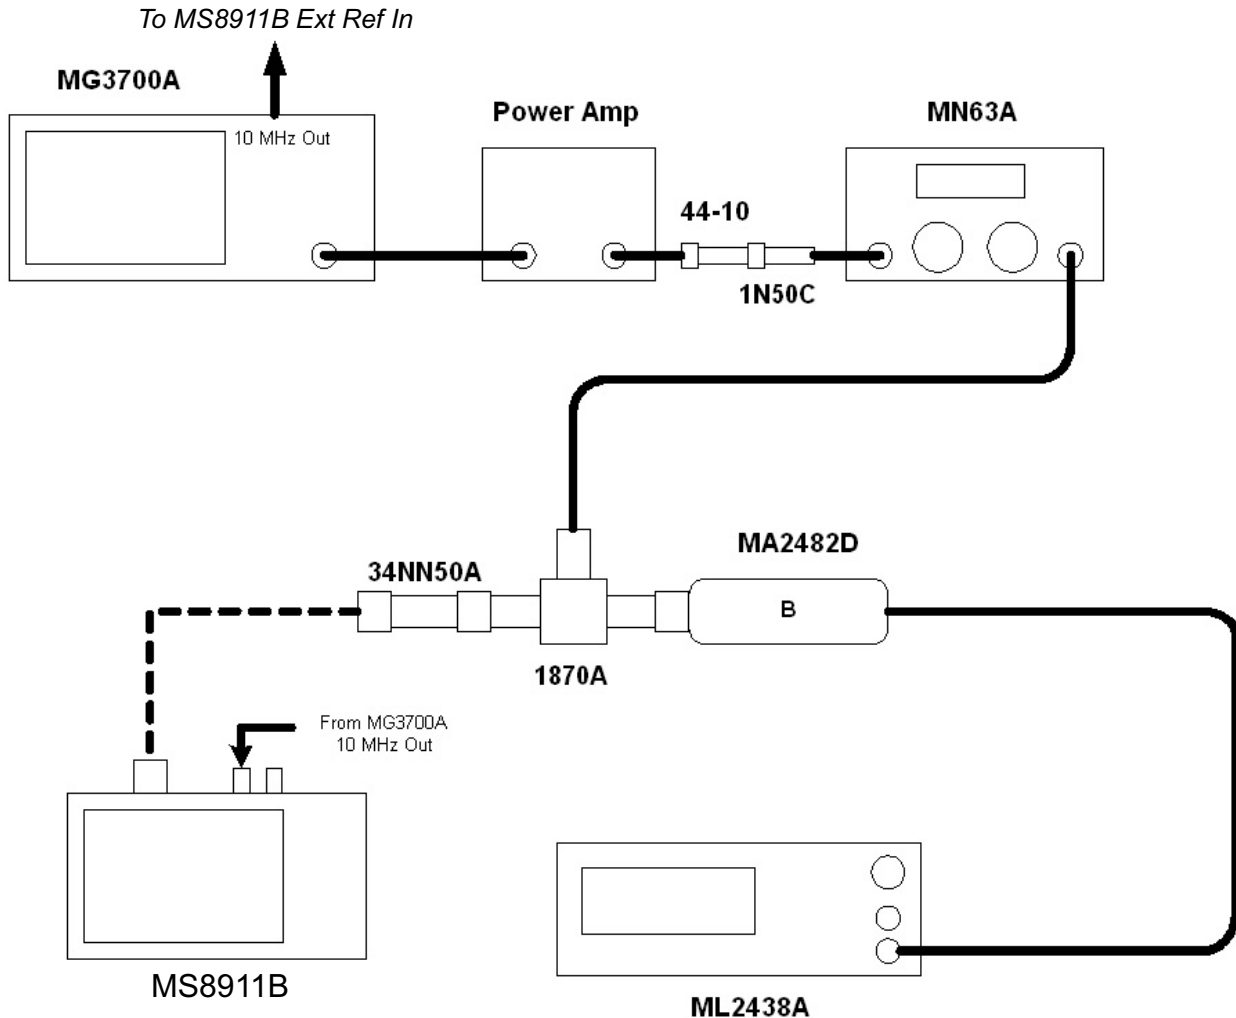 To MS8911B Ext Ref In
MG3700A
10 MHz Out
Power Amp
MN63A
44-10
1N50C
MA2482D
34NN50A
B
1870A
From MG3700A
10 MHz Out
MS8911B
ML2438A